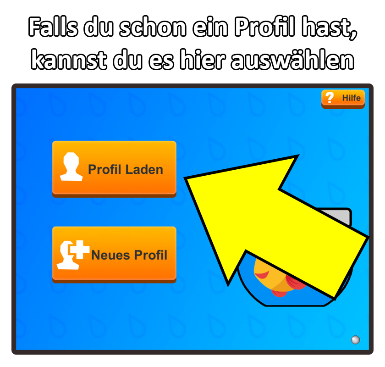 Falls du schon ein Profil hast,
kannst du es hier auswählen
? Hilfe
Profil Laden
Neues Profil